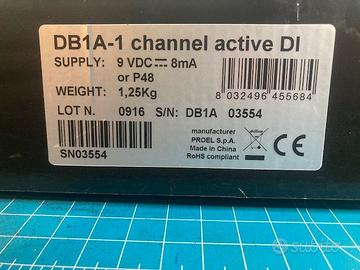 DB1A-1 channel active DI
SUPPLY: 9 VDC⎓8mA
or P48
WEIGHT: 1,25Kg
8 032496 455684
LOT N. 0916 S/N: DB1A 03554
SN03554
manufacturer
PROEL S.p.A.
Made in China
RoHS compliant
CE
subito